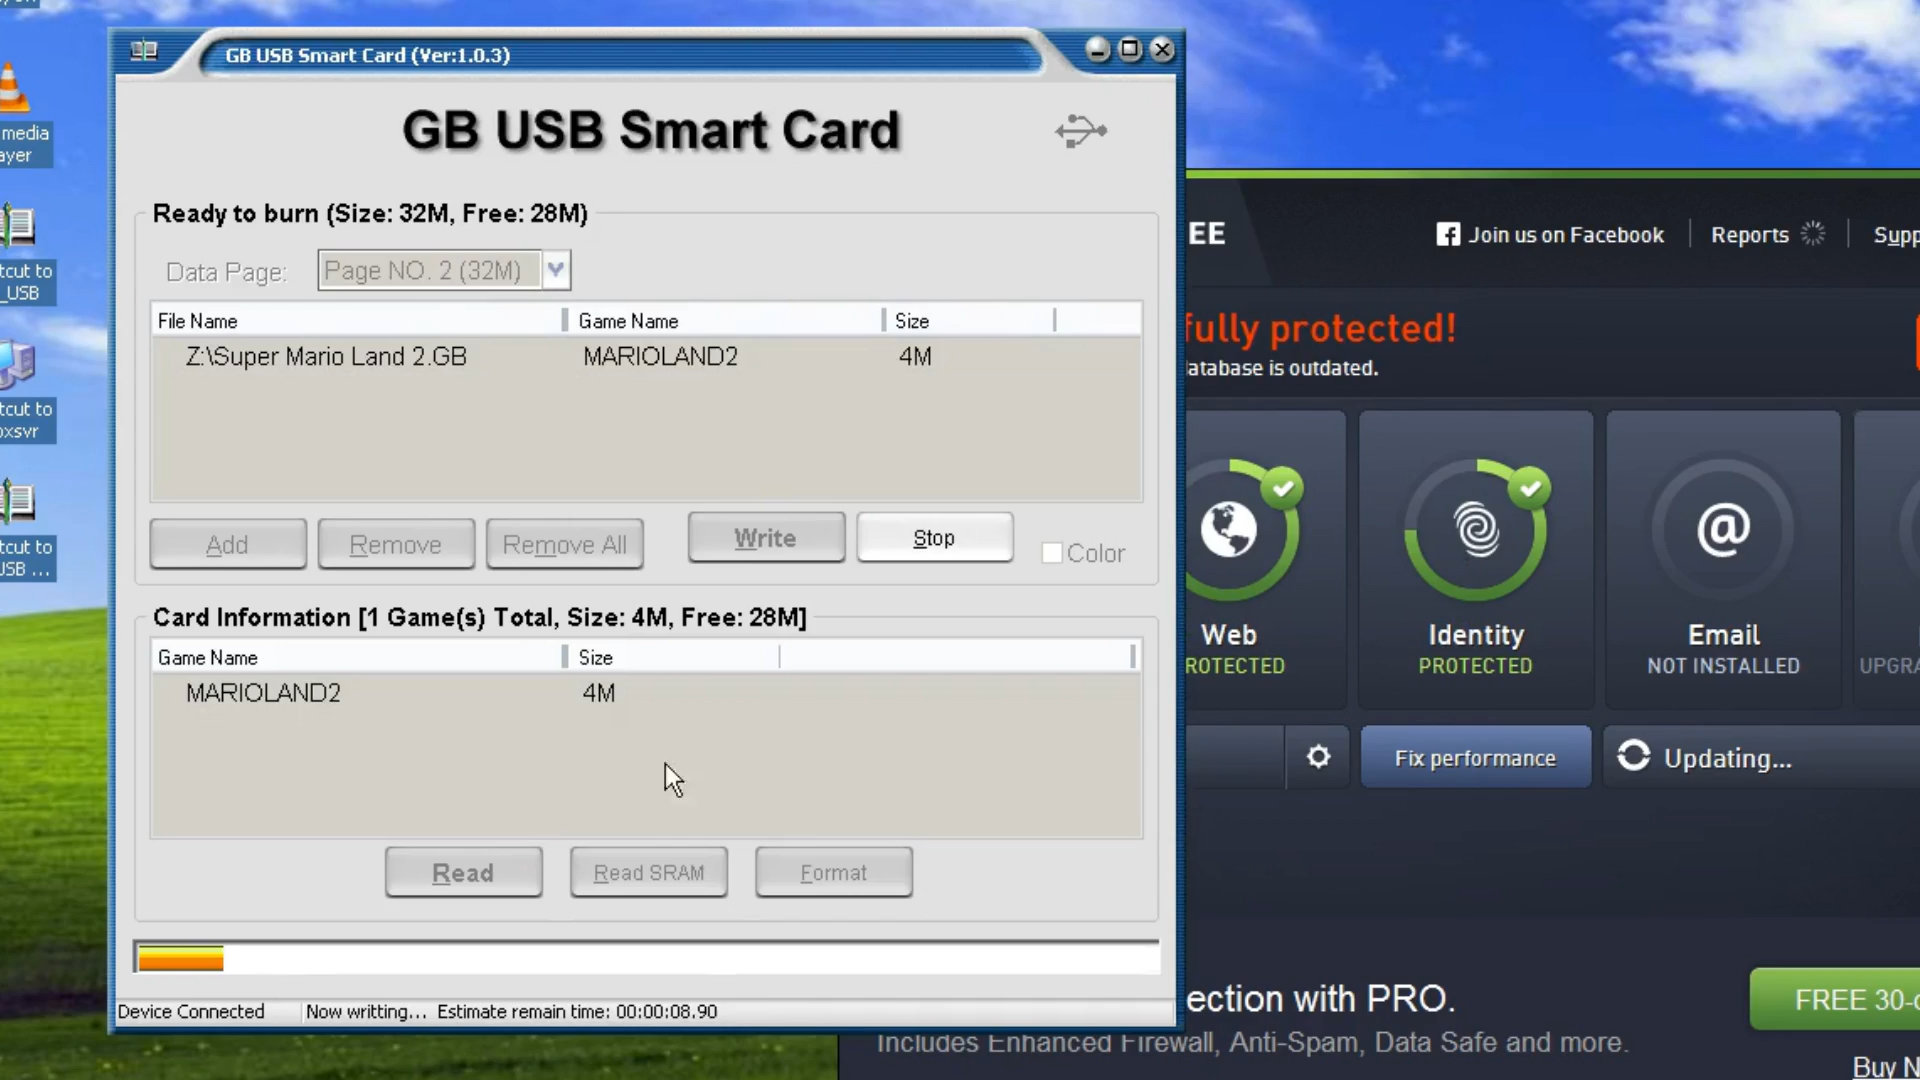 GB USB Smart Card (Ver:1.0.3)
GB USB Smart Card
Ready to burn (Size: 32M, Free: 28M)
Data Page: Page NO. 2 (32M)
File Name Game Name Size
Z:\Super Mario Land 2.GB MARIOLAND2 4M
Add Remove Remove All Write Stop Color
Card Information [1 Game(s) Total, Size: 4M, Free: 28M]
Game Name Size
MARIOLAND2 4M
Read Read SRAM Format
Device Connected Now writting... Estimate remain time: 00:00:08.90
media
ayer
tcut to
_USB
tcut to
oxsvr
tcut to
USB ...
EE
Join us on Facebook Reports Supp
fully protected!
atabase is outdated.
Web
ROTECTED
Identity
PROTECTED
Email
NOT INSTALLED
UPGRA
Fix performance Updating...
ection with PRO.
Includes Enhanced Firewall, Anti-Spam, Data Safe and more.
FREE 30-d
Buy N